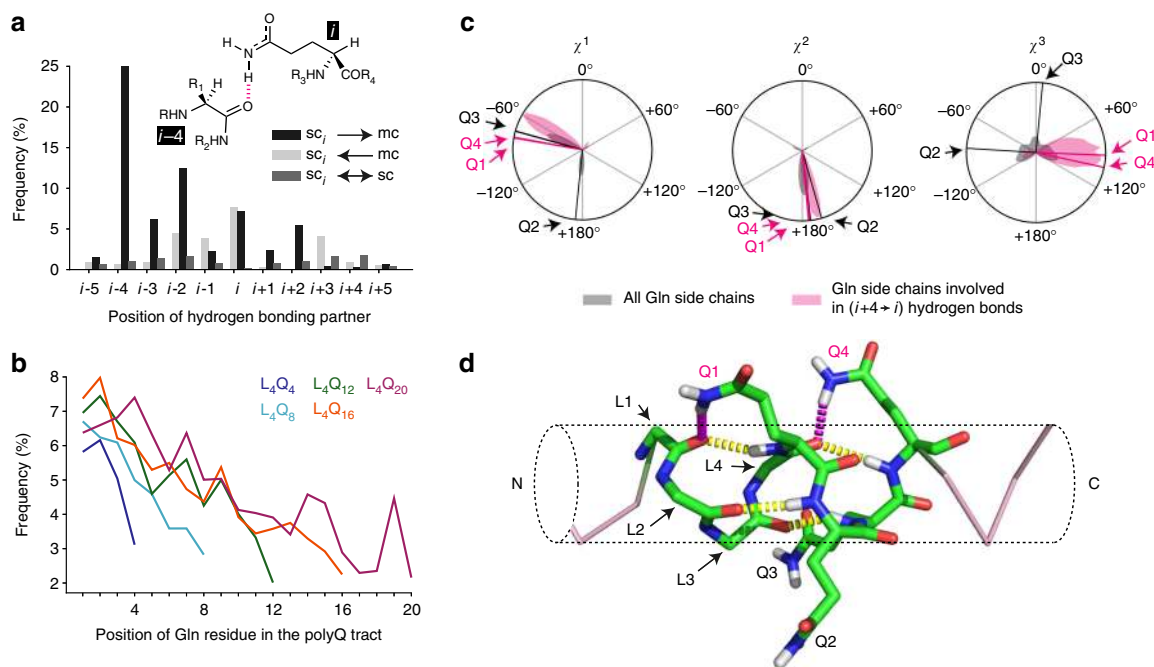 a
O
H
N
H
i
H
R3HN
COR4
R1
H
RHN
O
i–4
R2HN
sci → mc
sci ← mc
sci ↔ sc
Frequency (%)
25
20
15
10
5
0
i-5 i-4 i-3 i-2 i-1 i i+1 i+2 i+3 i+4 i+5
Position of hydrogen bonding partner
b
L4Q4 L4Q12 L4Q20
L4Q8 L4Q16
Frequency (%)
8
7
6
5
4
3
2
0 4 8 12 16 20
Position of Gln residue in the polyQ tract
c
χ1
0°
–60° +60°
Q3
Q4
Q1
–120° +120°
Q2
+180°
χ2
0°
–60° +60°
–120° +120°
Q3
Q4
Q1
+180°
Q2
χ3
0°
Q3
–60° +60°
Q2
Q1
Q4
–120° +120°
+180°
All Gln side chains
Gln side chains involved
in (i+4→i) hydrogen bonds
d
Q4
Q1
L1
L4
N
C
L2
L3
Q3
Q2